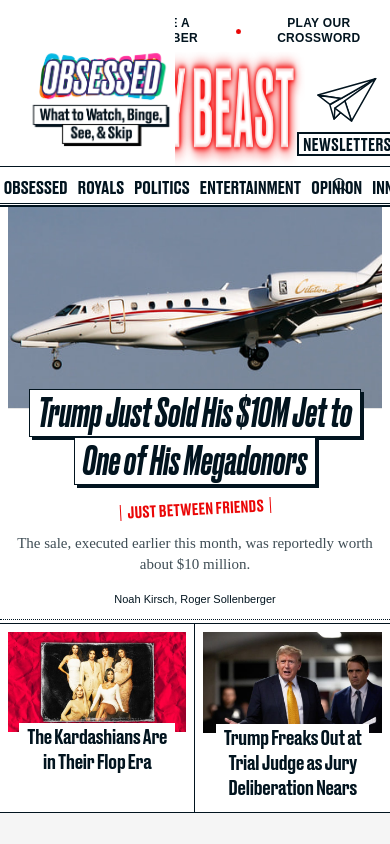 E A
BER
PLAY OUR
CROSSWORD
OBSESSED
What to Watch, Binge,
See, & Skip
Y BEAST
NEWSLETTERS
OBSESSED ROYALS POLITICS ENTERTAINMENT OPINION INN
Citation X
Trump Just Sold His $10M Jet to
One of His Megadonors
JUST BETWEEN FRIENDS
The sale, executed earlier this month, was reportedly worth
about $10 million.
Noah Kirsch, Roger Sollenberger
The Kardashians Are
in Their Flop Era
Trump Freaks Out at
Trial Judge as Jury
Deliberation Nears